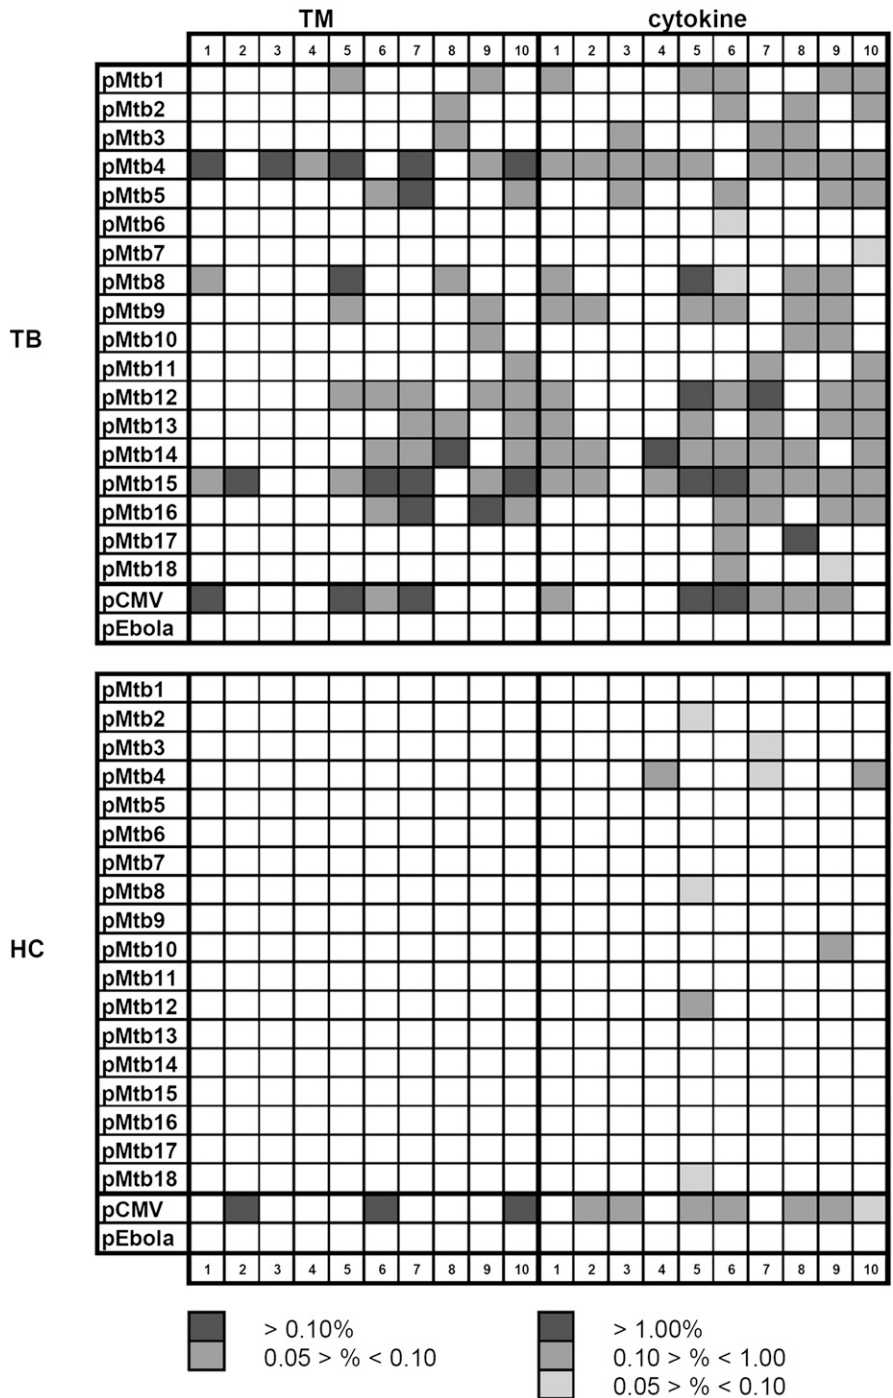 TM cytokine
1 2 3 4 5 6 7 8 9 10 1 2 3 4 5 6 7 8 9 10
pMtb1
pMtb2
pMtb3
pMtb4
pMtb5
pMtb6
pMtb7
pMtb8
pMtb9
TB
pMtb10
pMtb11
pMtb12
pMtb13
pMtb14
pMtb15
pMtb16
pMtb17
pMtb18
pCMV
pEbola
pMtb1
pMtb2
pMtb3
pMtb4
pMtb5
pMtb6
pMtb7
pMtb8
pMtb9
HC pMtb10
pMtb11
pMtb12
pMtb13
pMtb14
pMtb15
pMtb16
pMtb17
pMtb18
pCMV
pEbola
1 2 3 4 5 6 7 8 9 10 1 2 3 4 5 6 7 8 9 10
> 0.10% > 1.00%
0.05 > % < 0.10 0.10 > % < 1.00
0.05 > % < 0.10